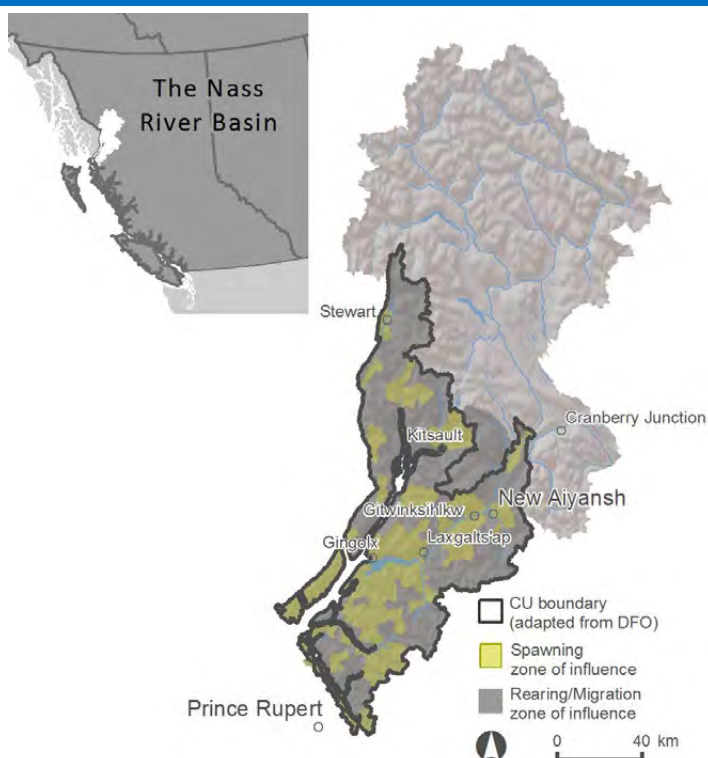 The Nass
River Basin
Stewart
Cranberry Junction
Kitsault
New Aiyansh
Gitwinksihlkw
Laxgalts'ap
Gingolx
CU boundary
(adapted from DFO)
Spawning
zone of influence
Prince Rupert
Rearing/Migration
zone of influence
0 40 km